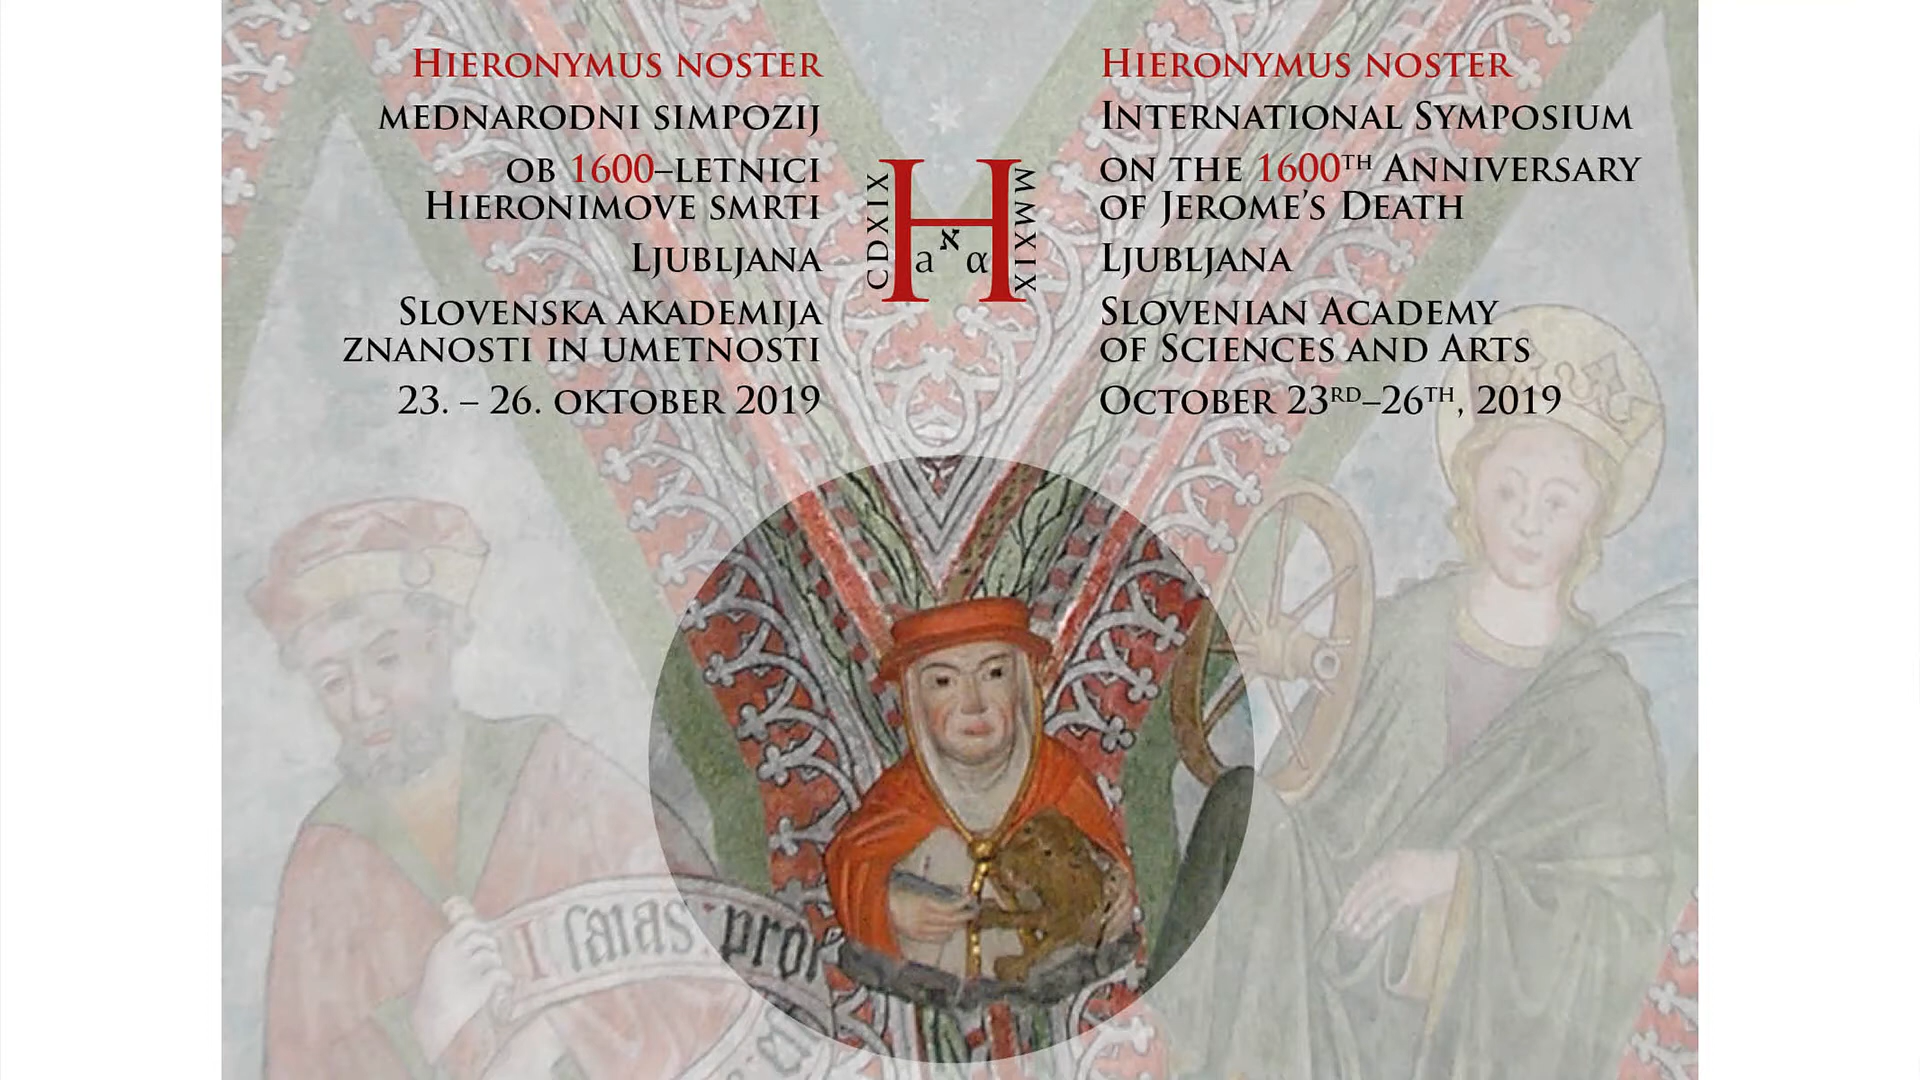 HIERONYMUS NOSTER
MEDNARODNI SIMPOZIJ
OB 1600–LETNICI
HIERONIMOVE SMRTI
LJUBLJANA
SLOVENSKA AKADEMIJA
ZNANOSTI IN UMETNOSTI
23. – 26. OKTOBER 2019
CDXIX
H
a א α
MMXIX
HIERONYMUS NOSTER
INTERNATIONAL SYMPOSIUM
ON THE 1600TH ANNIVERSARY
OF JEROME'S DEATH
LJUBLJANA
SLOVENIAN ACADEMY
OF SCIENCES AND ARTS
OCTOBER 23RD–26TH, 2019
Isaias prop